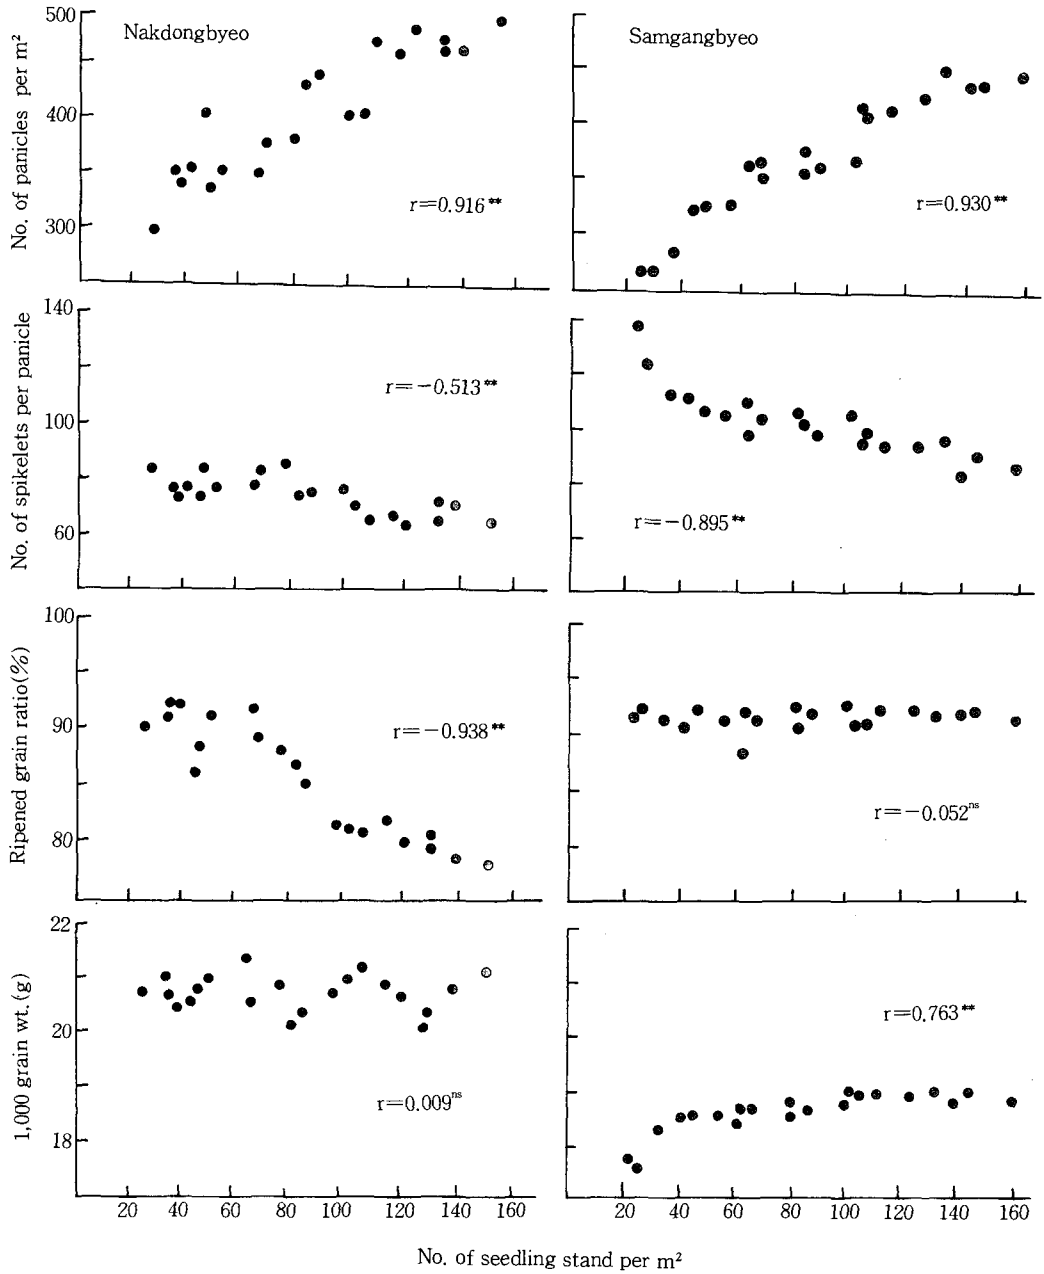 Nakdongbyeo
Samgangbyeo
No. of panicles per m²
500
400
300
r=0.916**
r=0.930**
No. of spikelets per panicle
140
100
60
r=-0.513**
r=-0.895**
Ripened grain ratio(%)
100
90
80
r=-0.938**
r=-0.052ns
1,000 grain wt.(g)
22
20
18
r=0.009ns
r=0.763**
20 40 60 80 100 120 140 160
20 40 60 80 100 120 140 160
No. of seedling stand per m²